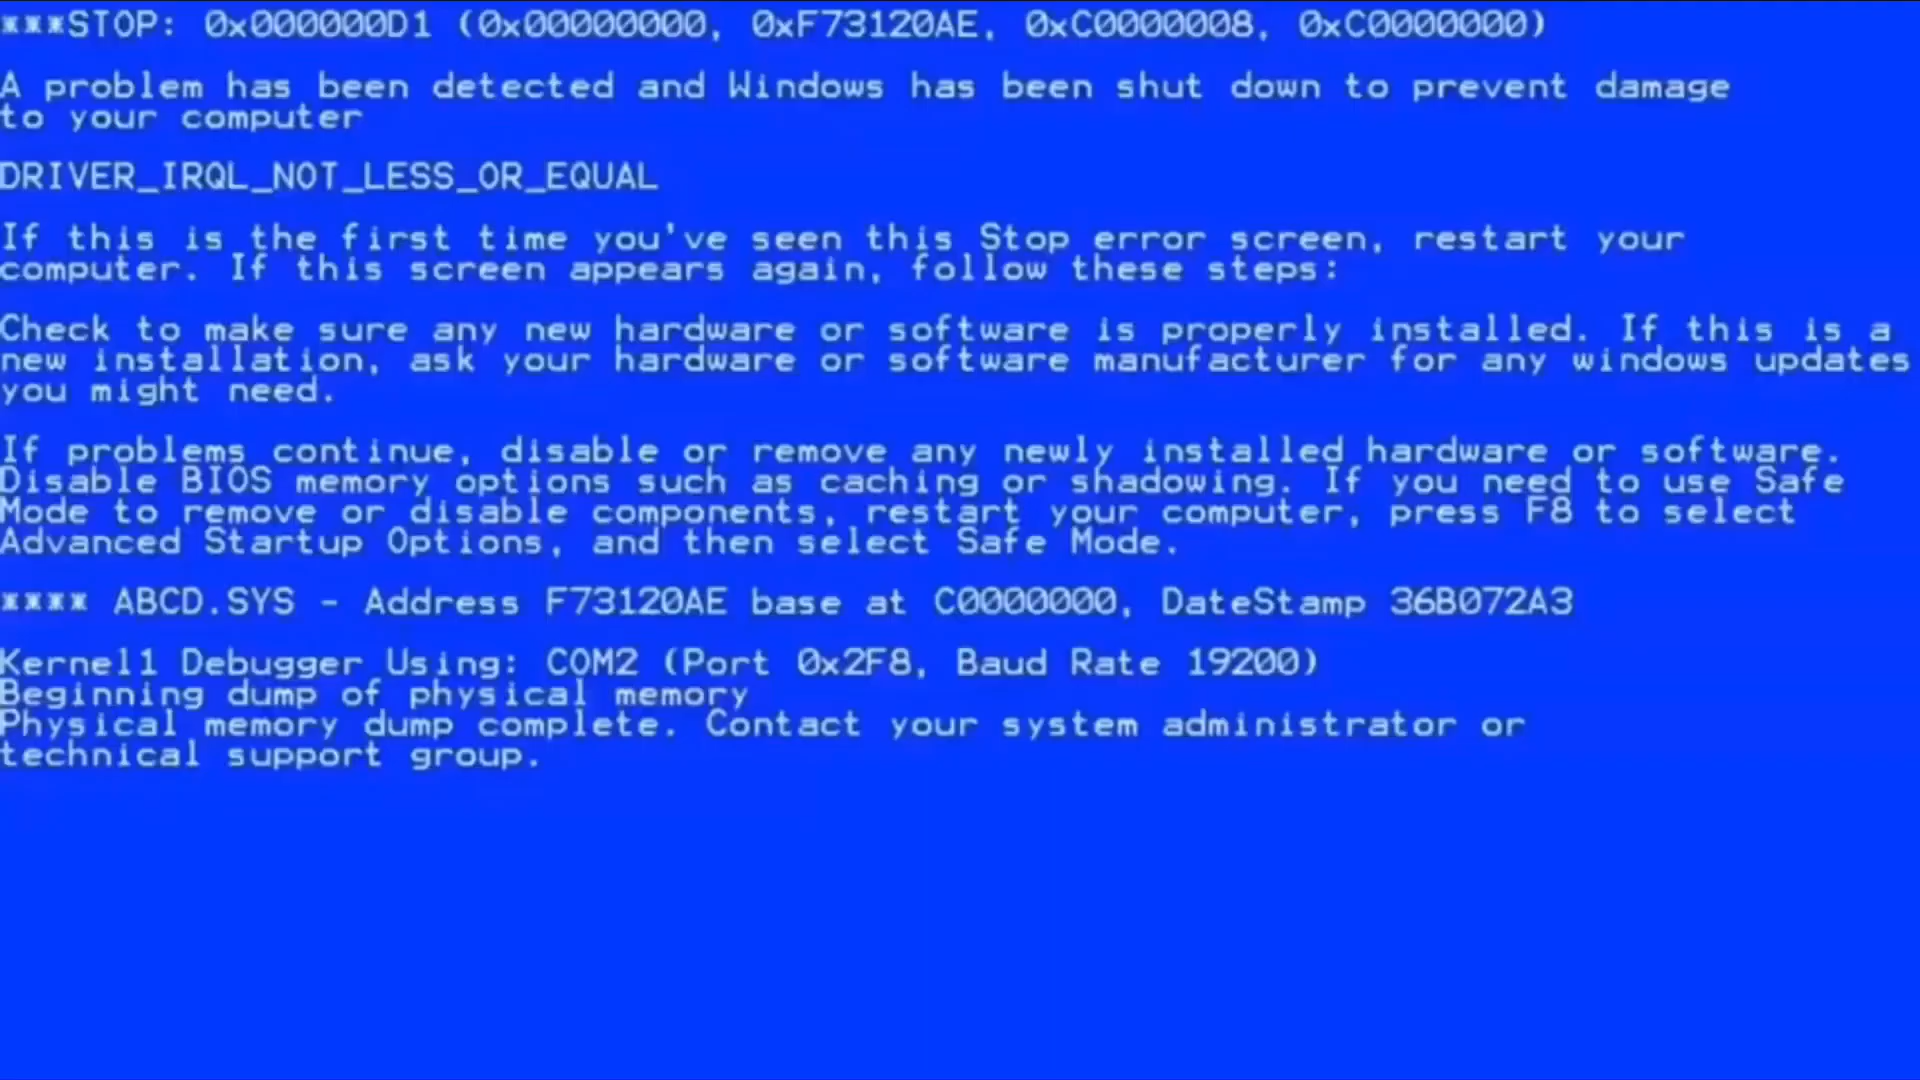 ***STOP: 0x000000D1 (0x00000000, 0xF73120AE, 0xC0000008, 0xC0000000)
A problem has been detected and Windows has been shut down to prevent damage
to your computer
DRIVER_IRQL_NOT_LESS_OR_EQUAL
If this is the first time you've seen this Stop error screen, restart your
computer. If this screen appears again, follow these steps:
Check to make sure any new hardware or software is properly installed. If this is a
new installation, ask your hardware or software manufacturer for any windows updates
you might need.
If problems continue, disable or remove any newly installed hardware or software.
Disable BIOS memory options such as caching or shadowing. If you need to use Safe
Mode to remove or disable components, restart your computer, press F8 to select
Advanced Startup Options, and then select Safe Mode.
**** ABCD.SYS - Address F73120AE base at C0000000, DateStamp 36B072A3
Kernel1 Debugger Using: COM2 (Port 0x2F8, Baud Rate 19200)
Beginning dump of physical memory
Physical memory dump complete. Contact your system administrator or
technical support group.